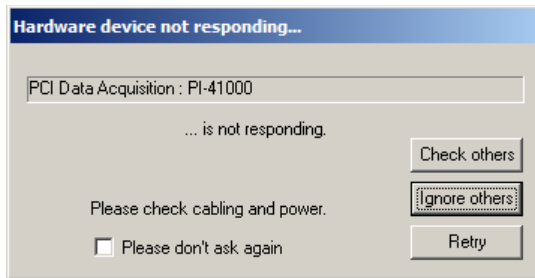 Hardware device not responding...
PCI Data Acquisition : PI-41000
... is not responding.
Check others
Ignore others
Please check cabling and power.
Please don't ask again
Retry